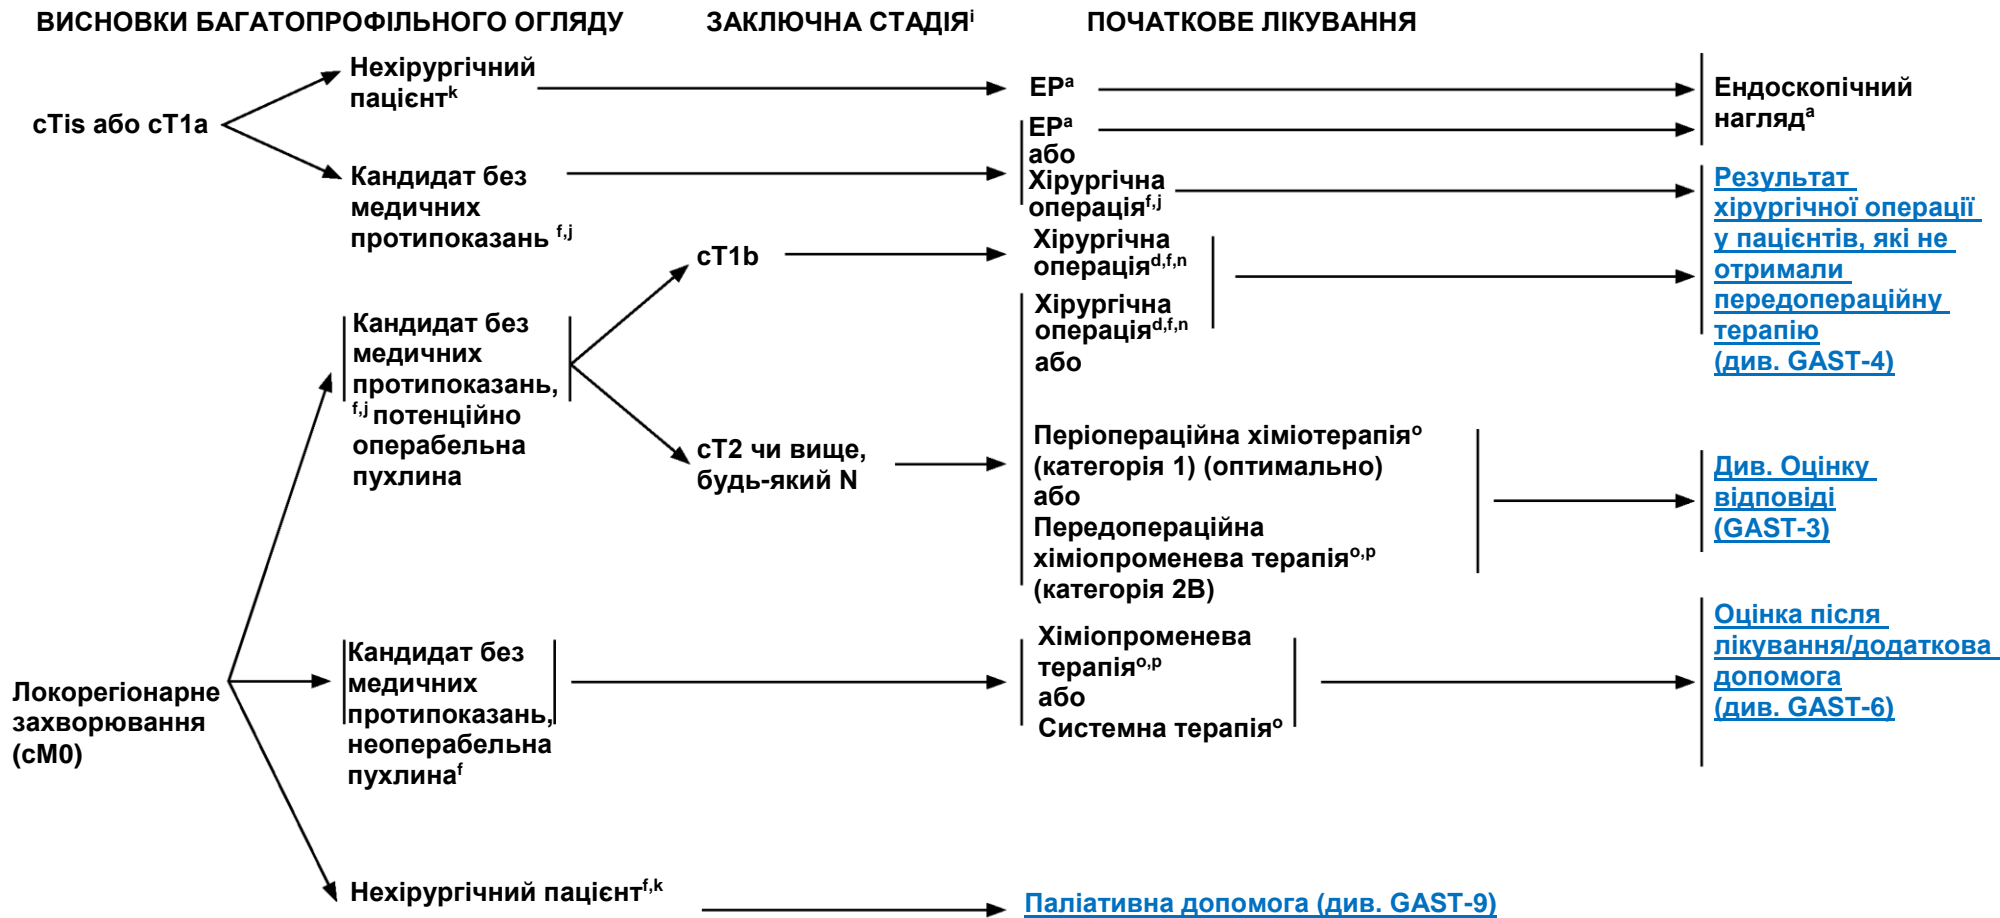 ВИСНОВКИ БАГАТОПРОФІЛЬНОГО ОГЛЯДУ
ЗАКЛЮЧНА СТАДІЯⁱ
ПОЧАТКОВЕ ЛІКУВАННЯ
cTis або cT1a
Нехірургічний
пацієнтᵏ
EPᵃ
Ендоскопічний
наглядᵃ
Кандидат без
медичних
протипоказань ᶠ,ʲ
EPᵃ
або
Хірургічна
операціяᶠ,ʲ
Результат
хірургічної операції
у пацієнтів, які не
отримали
передопераційну
терапію
(див. GAST-4)
Локорегіонарне
захворювання
(cM0)
Кандидат без
медичних
протипоказань,
ᶠ,ʲ потенційно
операбельна
пухлина
cT1b
Хірургічна
операціяᵈ,ᶠ,ⁿ
cT2 чи вище,
будь-який N
Хірургічна
операціяᵈ,ᶠ,ⁿ
або
Періопераційна хіміотерапіяᵒ
(категорія 1) (оптимально)
або
Передопераційна
хіміопроменева терапіяᵒ,ᵖ
(категорія 2B)
Див. Оцінку
відповіді
(GAST-3)
Кандидат без
медичних
протипоказань,
неоперабельна
пухлинаᶠ
Хіміопроменева
терапіяᵒ,ᵖ
або
Системна терапіяᵒ
Оцінка після
лікування/додаткова
допомога
(див. GAST-6)
Нехірургічний пацієнтᶠ,ᵏ
Паліативна допомога (див. GAST-9)